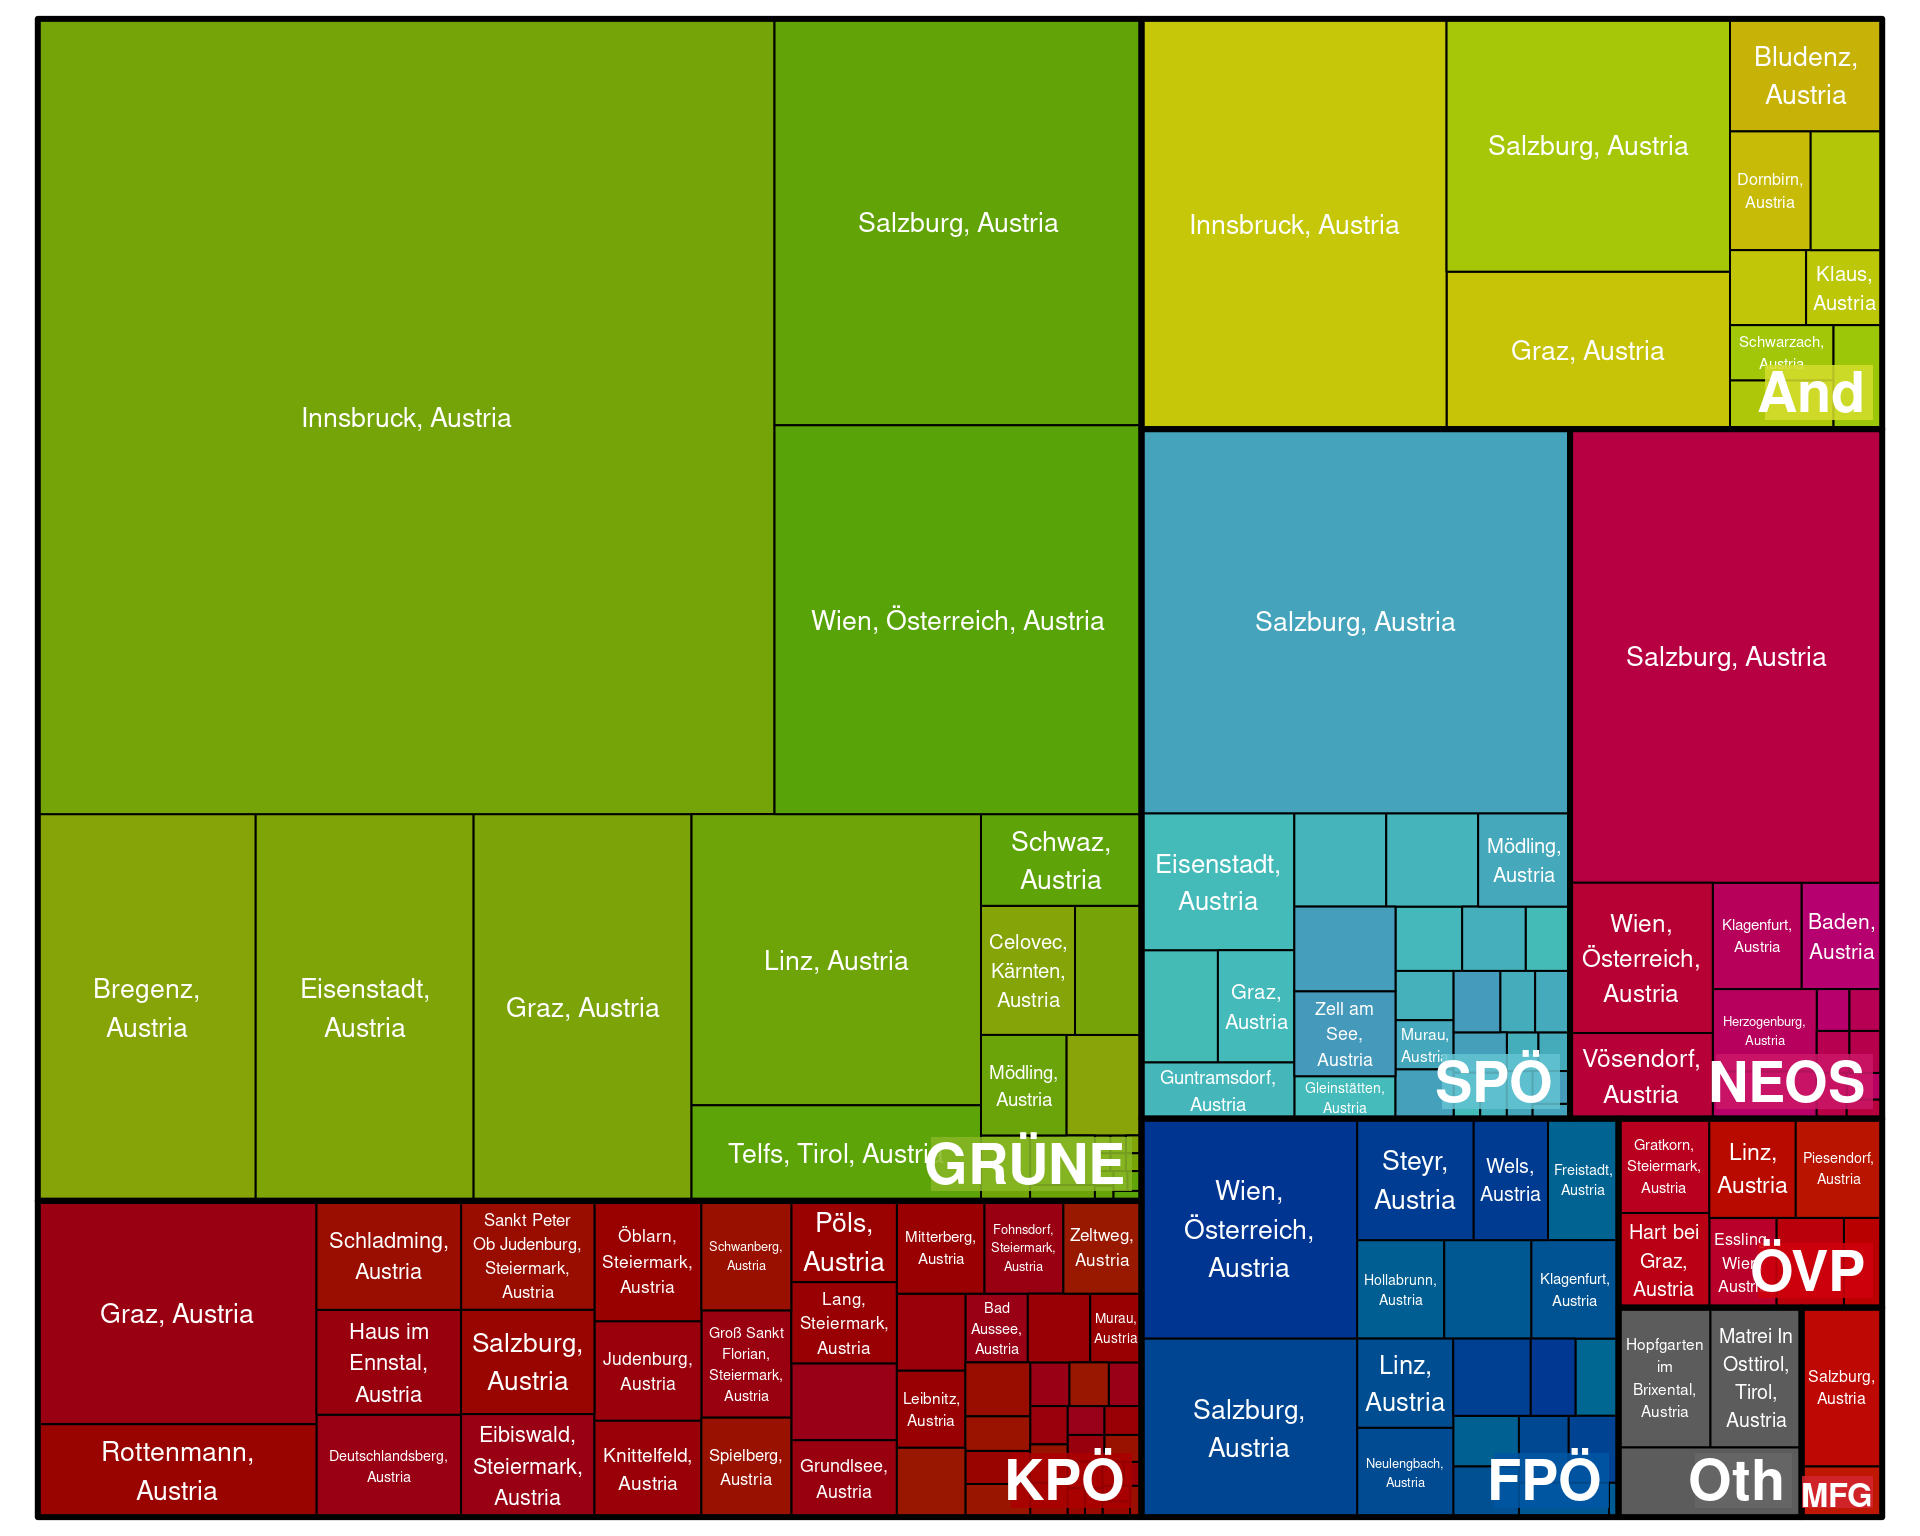 Innsbruck, Austria
Salzburg, Austria
Wien, Österreich, Austria
Bregenz,
Austria
Eisenstadt,
Austria
Graz, Austria
Linz, Austria
Telfs, Tirol, Austria
Schwaz,
Austria
Celovec,
Kärnten,
Austria
Mödling,
Austria
GRÜNE
Innsbruck, Austria
Salzburg, Austria
Graz, Austria
Bludenz,
Austria
Dornbirn,
Austria
Klaus,
Austria
Schwarzach,
Austria
And
Salzburg, Austria
Eisenstadt,
Austria
Graz,
Austria
Guntramsdorf,
Austria
Mödling,
Austria
Zell am
See,
Austria
Gleinstätten,
Austria
Murau,
Austria
SPÖ
Salzburg, Austria
Wien,
Österreich,
Austria
Vösendorf,
Austria
Klagenfurt,
Austria
Baden,
Austria
Herzogenburg,
Austria
NEOS
Graz, Austria
Rottenmann,
Austria
Schladming,
Austria
Haus im
Ennstal,
Austria
Deutschlandsberg,
Austria
Sankt Peter
Ob Judenburg,
Steiermark,
Austria
Salzburg,
Austria
Eibiswald,
Steiermark,
Austria
Öblarn,
Steiermark,
Austria
Judenburg,
Austria
Knittelfeld,
Austria
Schwanberg,
Austria
Groß Sankt
Florian,
Steiermark,
Austria
Spielberg,
Austria
Pöls,
Austria
Lang,
Steiermark,
Austria
Grundlsee,
Austria
Mitterberg,
Austria
Leibnitz,
Austria
Fohnsdorf,
Steiermark,
Austria
Zeltweg,
Austria
Bad
Aussee,
Austria
Murau,
Austria
KPÖ
Wien,
Österreich,
Austria
Salzburg,
Austria
Steyr,
Austria
Wels,
Austria
Freistadt,
Austria
Hollabrunn,
Austria
Klagenfurt,
Austria
Linz,
Austria
Neulengbach,
Austria
FPÖ
Gratkorn,
Steiermark,
Austria
Hart bei
Graz,
Austria
Linz,
Austria
Piesendorf,
Austria
Essling,
Wien,
Austria
ÖVP
Hopfgarten
im
Brixental,
Austria
Matrei In
Osttirol,
Tirol,
Austria
Oth
Salzburg,
Austria
MFG